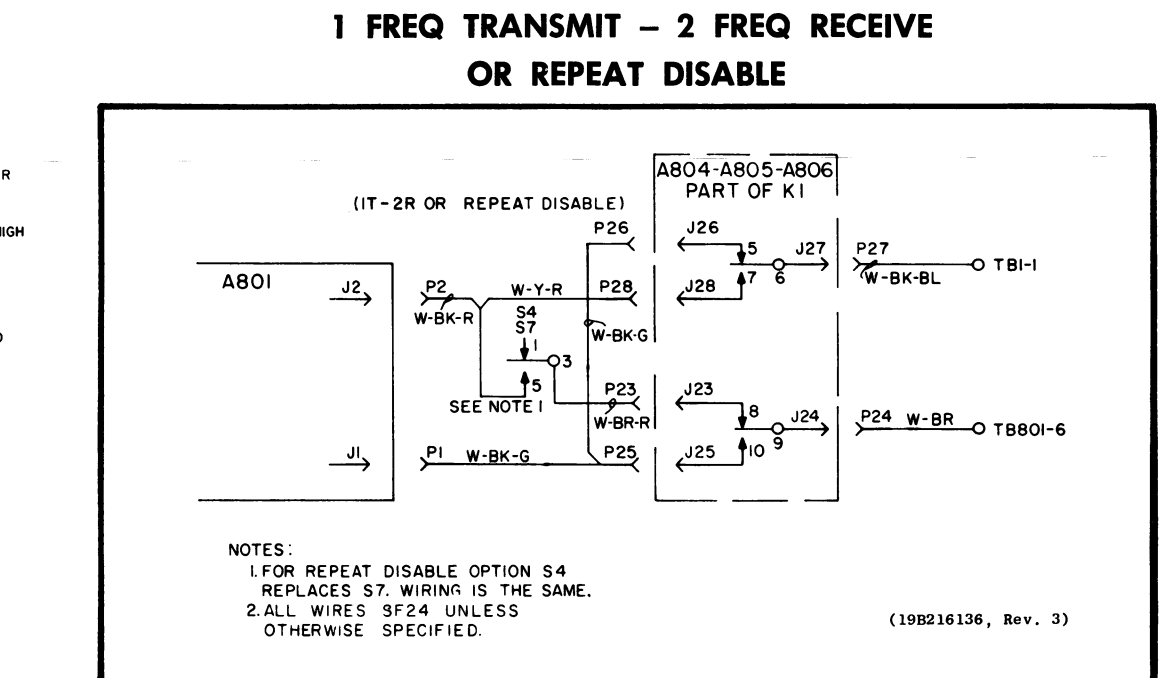 1 FREQ TRANSMIT – 2 FREQ RECEIVE
OR REPEAT DISABLE
R
IGH
A804-A805-A806
PART OF K1
(1T-2R OR REPEAT DISABLE)
P26
J26
5
J27
P27
TB1-1
6
W-BK-BL
A801
J2
P2
W-Y-R
P28
J28
7
W-BK-R
S4
S7
W-BK-G
1
3
5
SEE NOTE 1
P23
J23
W-BR-R
8
J24
P24
W-BR
TB801-6
9
J1
P1
W-BK-G
P25
J25
10
NOTES:
1. FOR REPEAT DISABLE OPTION S4
REPLACES S7. WIRING IS THE SAME.
2. ALL WIRES SF24 UNLESS
OTHERWISE SPECIFIED.
(19B216136, Rev. 3)